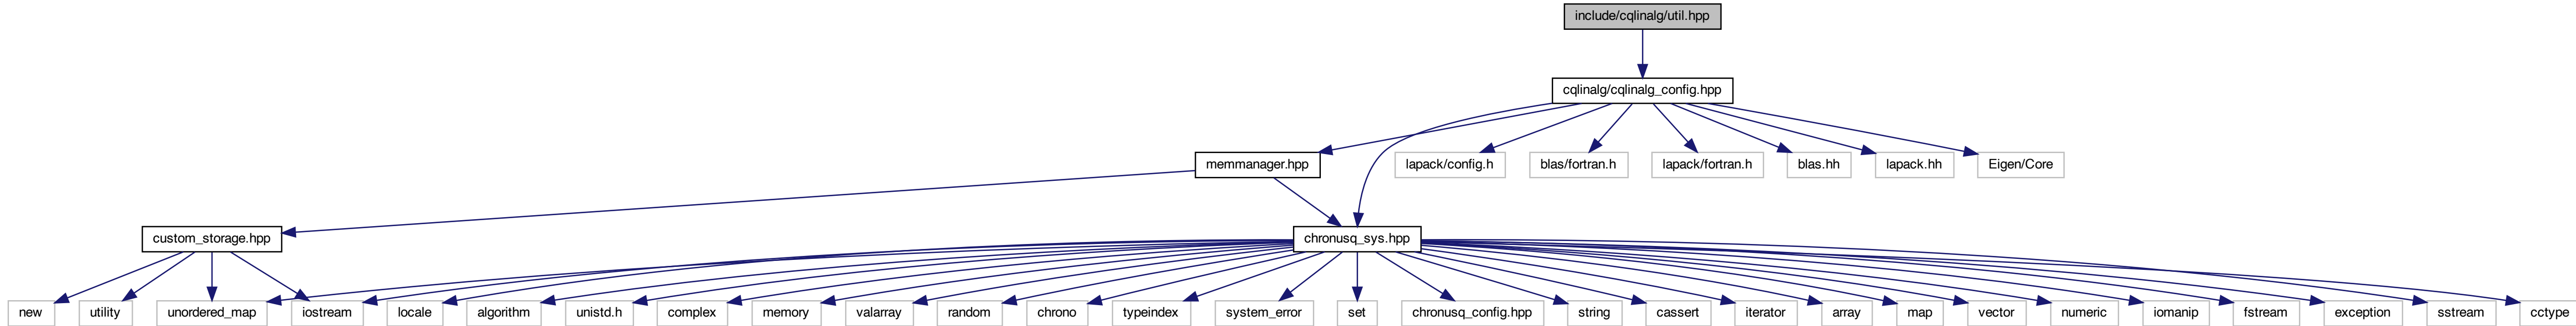 include/cqlinalg/util.hpp
cqlinalg/cqlinalg_config.hpp
memmanager.hpp
lapack/config.h
blas/fortran.h
lapack/fortran.h
blas.hh
lapack.hh
Eigen/Core
custom_storage.hpp
chronusq_sys.hpp
new
utility
unordered_map
iostream
locale
algorithm
unistd.h
complex
memory
valarray
random
chrono
typeindex
system_error
set
chronusq_config.hpp
string
cassert
iterator
array
map
vector
numeric
iomanip
fstream
exception
sstream
cctype